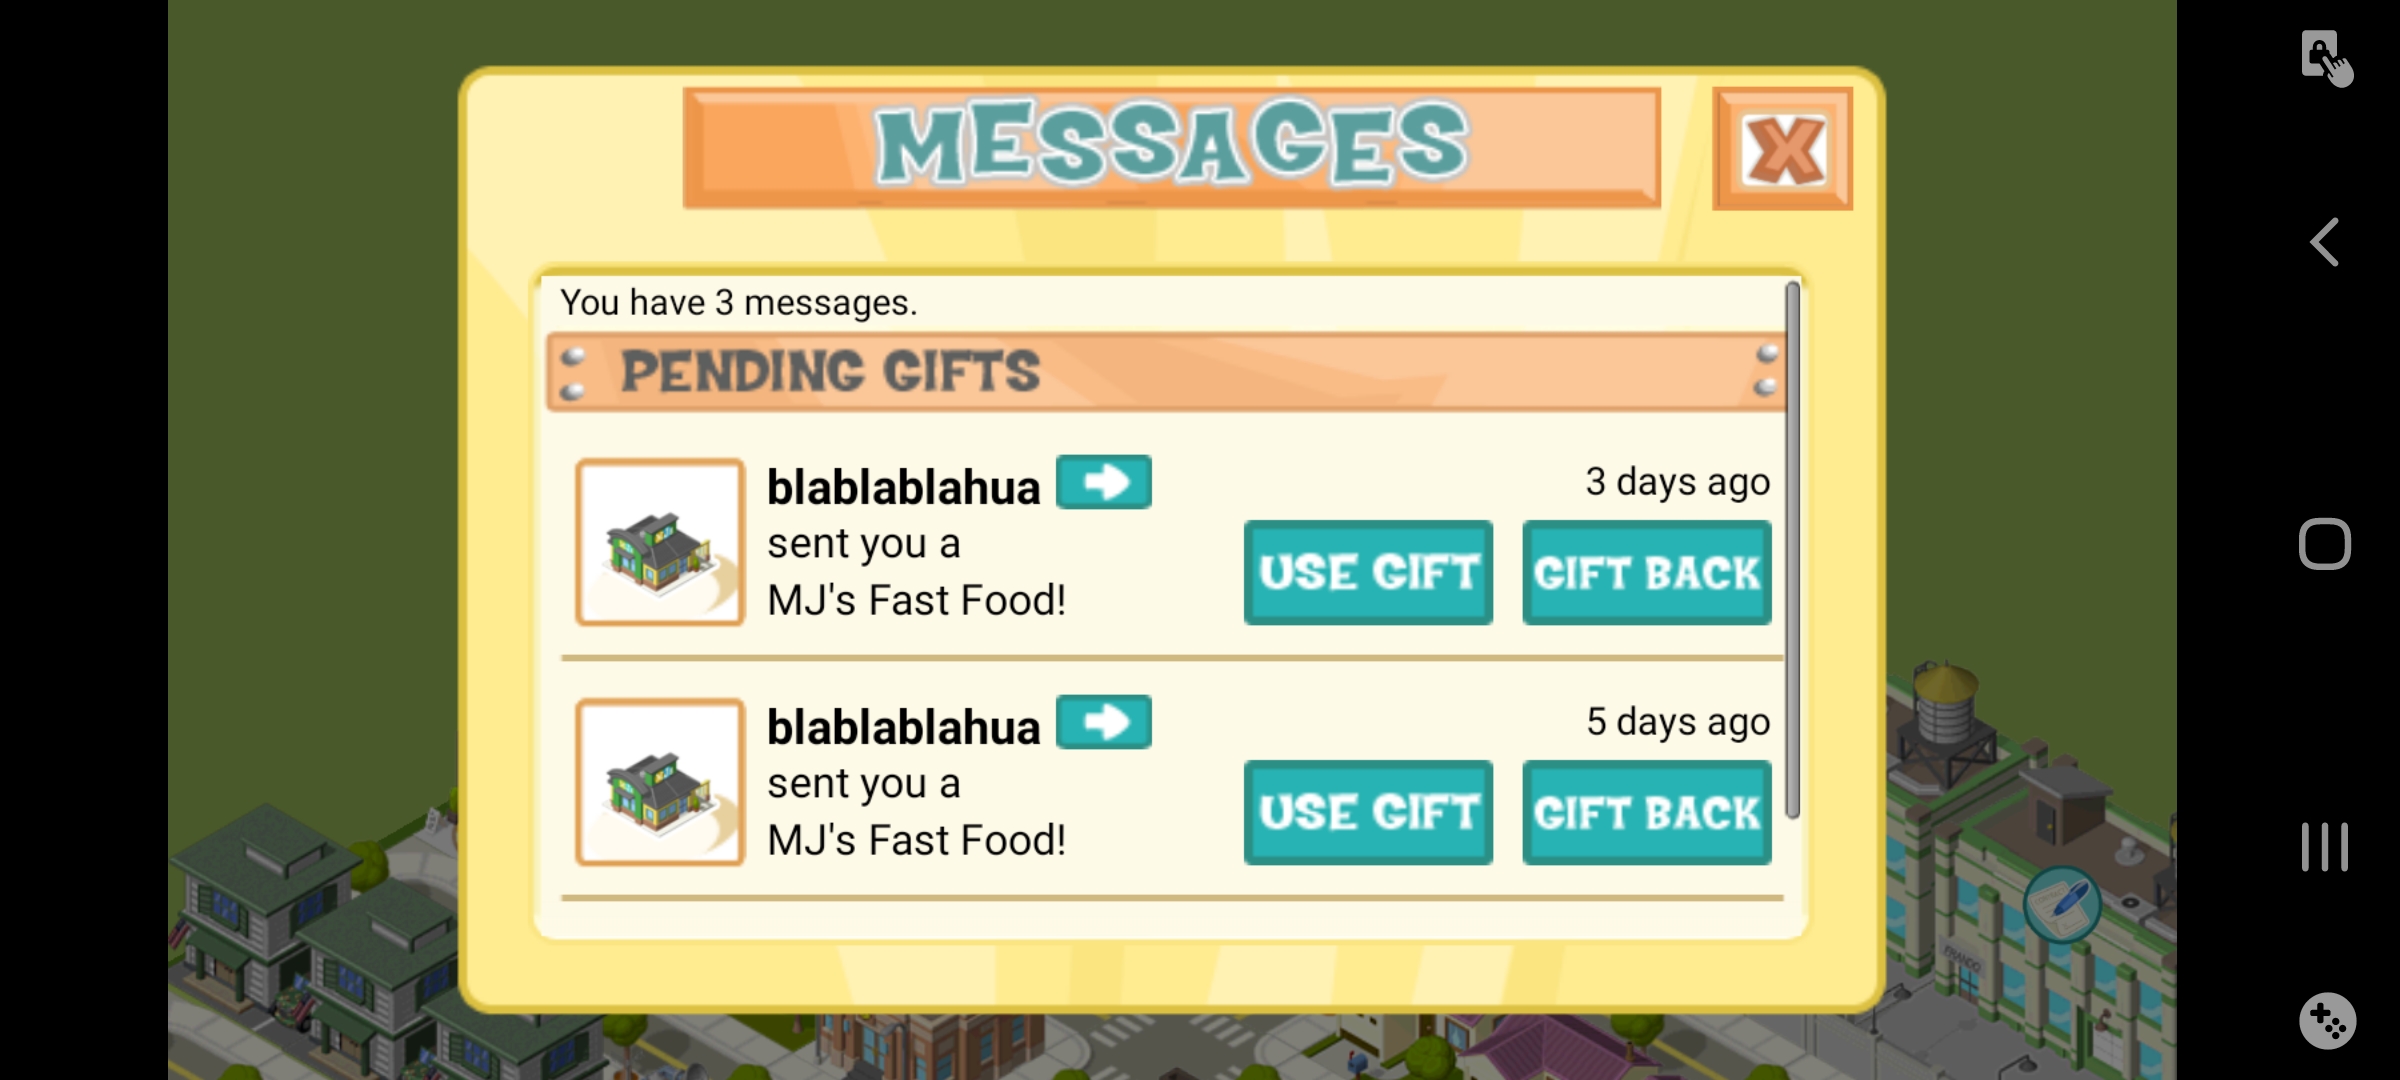 MESSAGES
X
You have 3 messages.
PENDING GIFTS
blablablahua
3 days ago
sent you a
MJ's Fast Food!
USE GIFT
GIFT BACK
blablablahua
5 days ago
sent you a
MJ's Fast Food!
USE GIFT
GIFT BACK